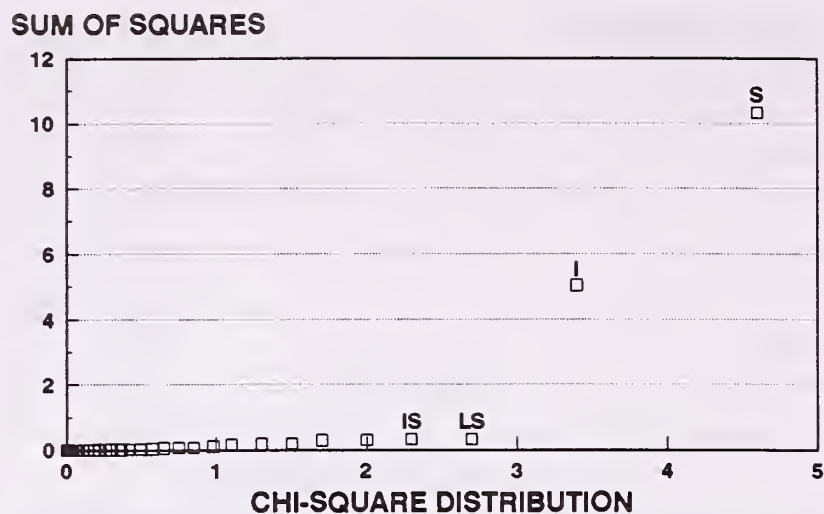 SUM OF SQUARES
12
10
8
6
4
2
0
S
I
IS
LS
0 1 2 3 4 5
CHI-SQUARE DISTRIBUTION